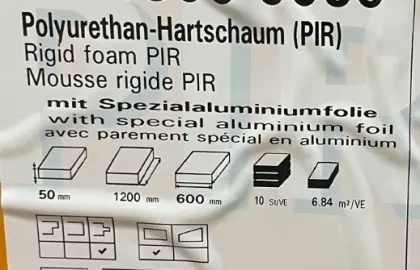 Polyurethan-Hartschaum (PIR)
Rigid foam PIR
Mousse rigide PIR
mit Spezialaluminiumfolie
with special aluminium foil
avec parement spécial en aluminium
50 mm 1200 mm 600 mm 10 St/VE 6.84 m²/VE